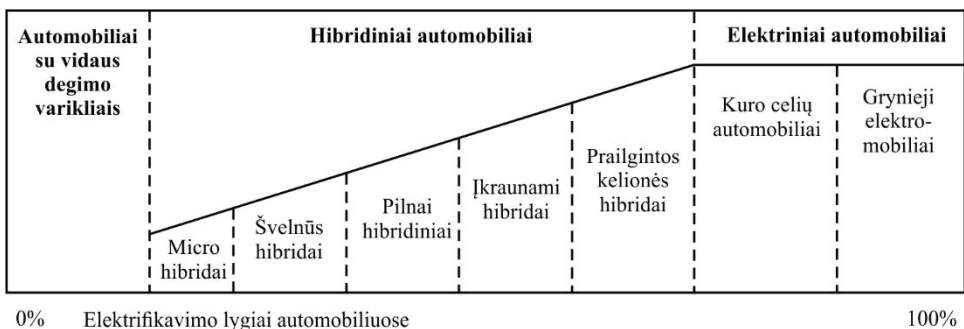 Automobiliai
su vidaus
degimo
varikliais
Hibridiniai automobiliai
Elektriniai automobiliai
Micro
hibridai
Švelnūs
hibridai
Pilnai
hibridiniai
Įkraunami
hibridai
Prailgintos
kelionės
hibridai
Kuro celių
automobiliai
Grynieji
elektro-
mobiliai
0% Elektrifikavimo lygiai automobiliuose 100%